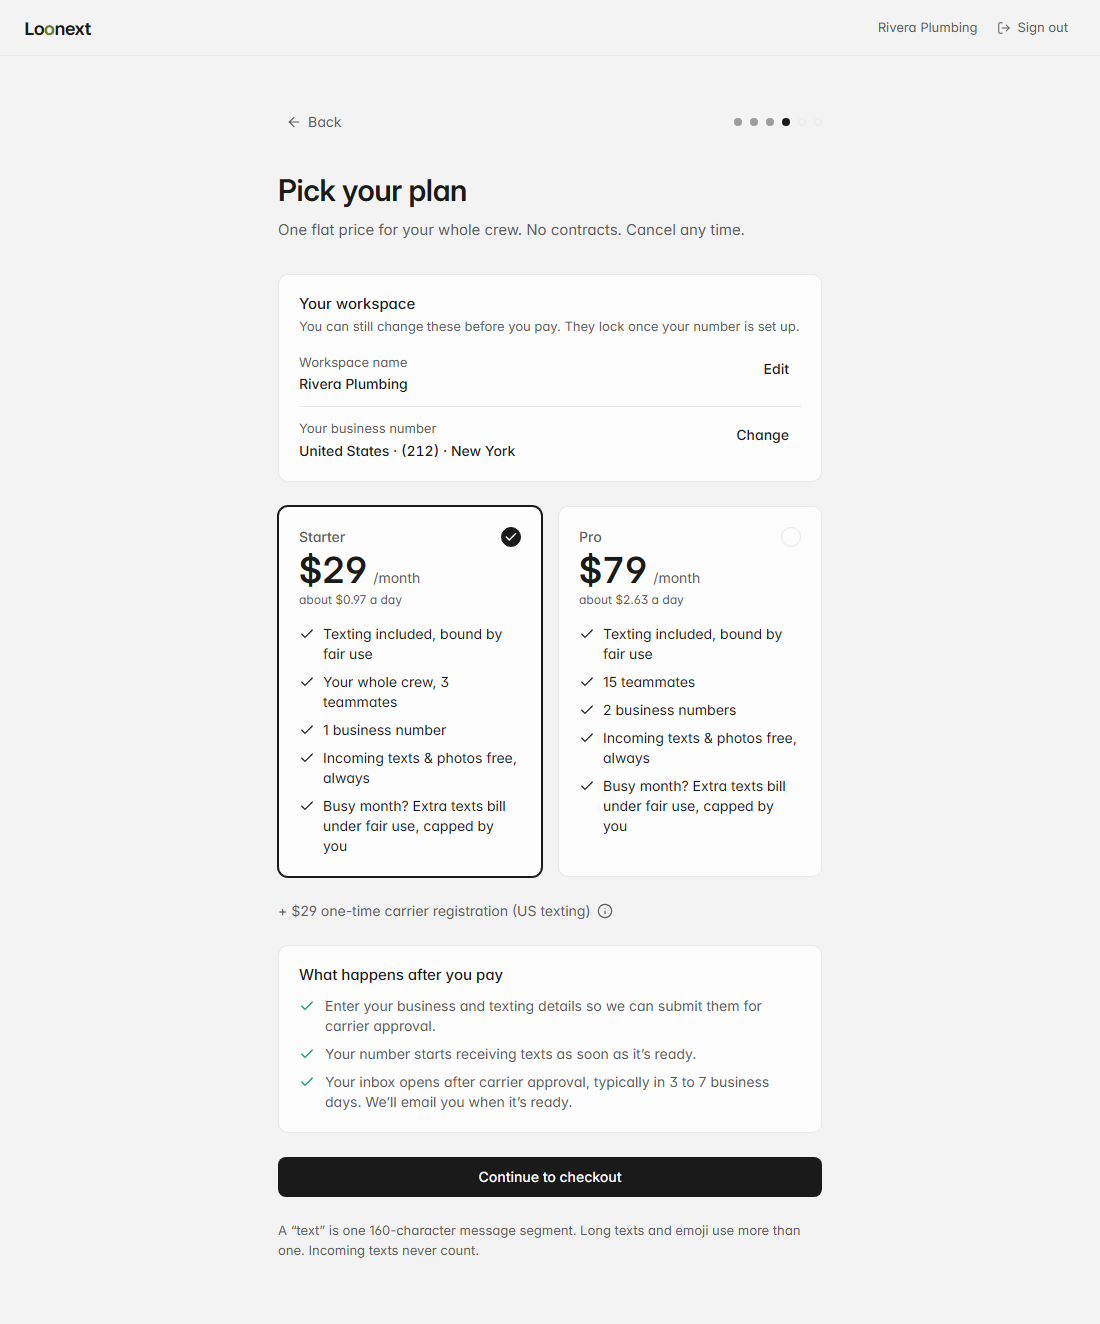 Loonext
Rivera Plumbing
Sign out
Back
Pick your plan
One flat price for your whole crew. No contracts. Cancel any time.
Your workspace
You can still change these before you pay. They lock once your number is set up.
Workspace name
Rivera Plumbing
Edit
Your business number
United States · (212) · New York
Change
Starter
$29 /month
about $0.97 a day
Texting included, bound by
fair use
Your whole crew, 3
teammates
1 business number
Incoming texts & photos free,
always
Busy month? Extra texts bill
under fair use, capped by
you
Pro
$79 /month
about $2.63 a day
Texting included, bound by
fair use
15 teammates
2 business numbers
Incoming texts & photos free,
always
Busy month? Extra texts bill
under fair use, capped by
you
+ $29 one-time carrier registration (US texting)
What happens after you pay
Enter your business and texting details so we can submit them for
carrier approval.
Your number starts receiving texts as soon as it’s ready.
Your inbox opens after carrier approval, typically in 3 to 7 business
days. We’ll email you when it’s ready.
Continue to checkout
A “text” is one 160-character message segment. Long texts and emoji use more than
one. Incoming texts never count.